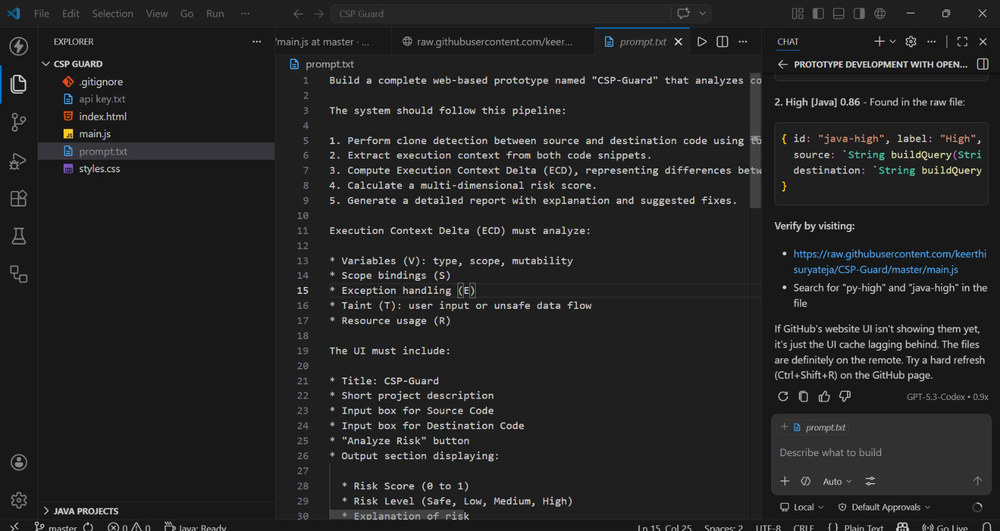 File Edit Selection View Go Run ... CSP Guard
EXPLORER ...
CSP GUARD
.gitignore
api key.txt
index.html
JS main.js
prompt.txt
styles.css
JAVA PROJECTS
/main.js at master · ... raw.githubusercontent.com/keer... prompt.txt
prompt.txt
1 Build a complete web-based prototype named "CSP-Guard" that analyzes co
2
3 The system should follow this pipeline:
4
5 1. Perform clone detection between source and destination code using to
6 2. Extract execution context from both code snippets.
7 3. Compute Execution Context Delta (ECD), representing differences betw
8 4. Calculate a multi-dimensional risk score.
9 5. Generate a detailed report with explanation and suggested fixes.
10
11 Execution Context Delta (ECD) must analyze:
12
13 * Variables (V): type, scope, mutability
14 * Scope bindings (S)
15 * Exception handling (E)
16 * Taint (T): user input or unsafe data flow
17 * Resource usage (R)
18
19 The UI must include:
20
21 * Title: CSP-Guard
22 * Short project description
23 * Input box for Source Code
24 * Input box for Destination Code
25 * "Analyze Risk" button
26 * Output section displaying:
27
28 * Risk Score (0 to 1)
29 * Risk Level (Safe, Low, Medium, High)
30 * Explanation of risk
CHAT
PROTOTYPE DEVELOPMENT WITH OPEN...
2. High [Java] 0.86 - Found in the raw file:
{ id: "java-high", label: "High",
source: `String buildQuery(Stri
destination: `String buildQuery
}
Verify by visiting:
• https://raw.githubusercontent.com/keerthi
suryateja/CSP-Guard/master/main.js
• Search for "py-high" and "java-high" in the
file
If GitHub's website UI isn't showing them yet,
it's just the UI cache lagging behind. The files
are definitely on the remote. Try a hard refresh
(Ctrl+Shift+R) on the GitHub page.
GPT-5.3-Codex • 0.9x
prompt.txt
Describe what to build
Auto
Local Default Approvals
master 0 0 Java: Ready Ln 15, Col 25 Spaces: 2 UTF-8 CRLF {} Plain Text Go Live